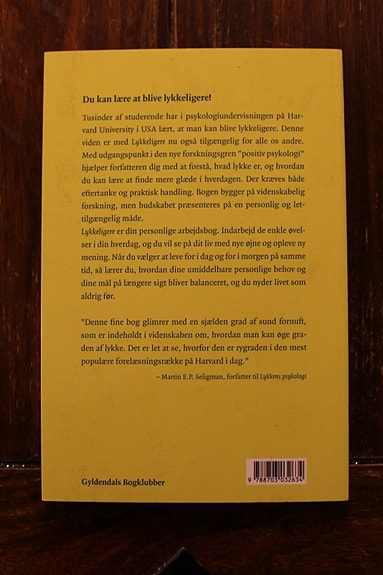 Du kan lære at blive lykkeligere!
Tusinder af studerende har i psykologiundervisningen på Har-
vard University i USA lært, at man kan blive lykkeligere. Denne
viden er med Lykkeligere nu også tilgængelig for alle os andre.
Med udgangspunkt i den nye forskningsgren "positiv psykologi"
hjælper forfatteren dig med at forstå, hvad lykke er, og hvordan
du kan lære at finde mere glæde i hverdagen. Der kræves både
eftertanke og praktisk handling. Bogen bygger på videnskabelig
forskning, men budskabet præsenteres på en personlig og let-
tilgængelig måde.
Lykkeligere er din personlige arbejdsbog. Indarbejd de enkle øvel-
ser i din hverdag, og du vil se på dit liv med nye øjne og opleve ny
mening. Når du vælger at leve for i dag og for i morgen på samme
tid, så lærer du, hvordan dine umiddelbare personlige behov og
dine mål på længere sigt bliver balanceret, og du nyder livet som
aldrig før.
"Denne fine bog glimrer med en sjælden grad af sund fornuft,
som er indeholdt i videnskaben om, hvordan man kan øge gra-
den af lykke. Det er let at se, hvorfor den er rygraden i den mest
populære forelæsningsrække på Harvard i dag."
– Martin E.P. Seligman, forfatter til Lykkens psykologi
Gyldendals Bogklubber
9 788703 032634